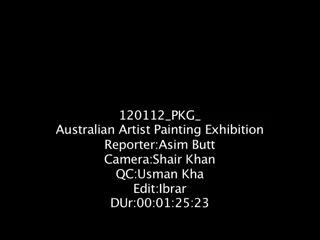 120112_PKG_
Australian Artist Painting Exhibition
Reporter:Asim Butt
Camera:Shair Khan
QC:Usman Kha
Edit:Ibrar
DUr:00:01:25:23